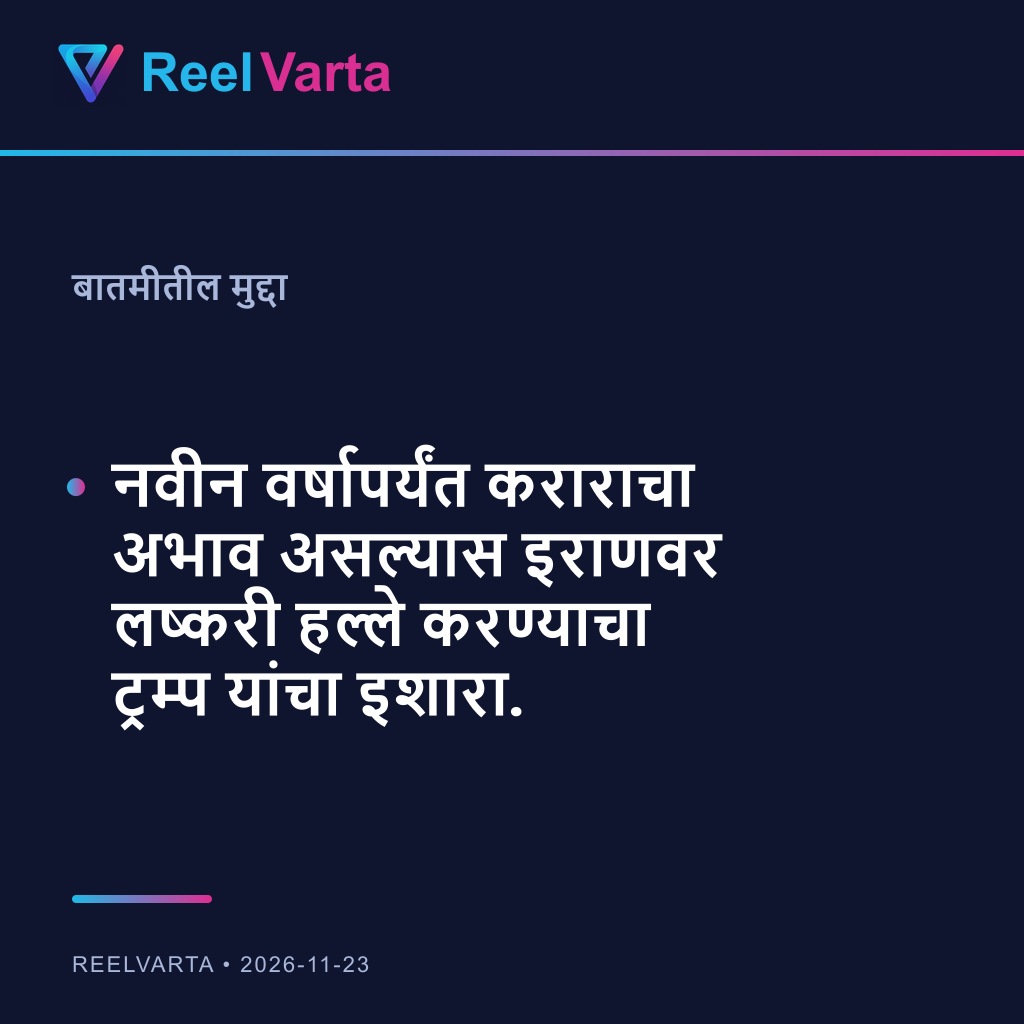 Reel Varta
बातमीतील मुद्दा
• नवीन वर्षापर्यंत कराराचा
अभाव असल्यास इराणवर
लष्करी हल्ले करण्याचा
ट्रम्प यांचा इशारा.
REELVARTA • 2026-11-23